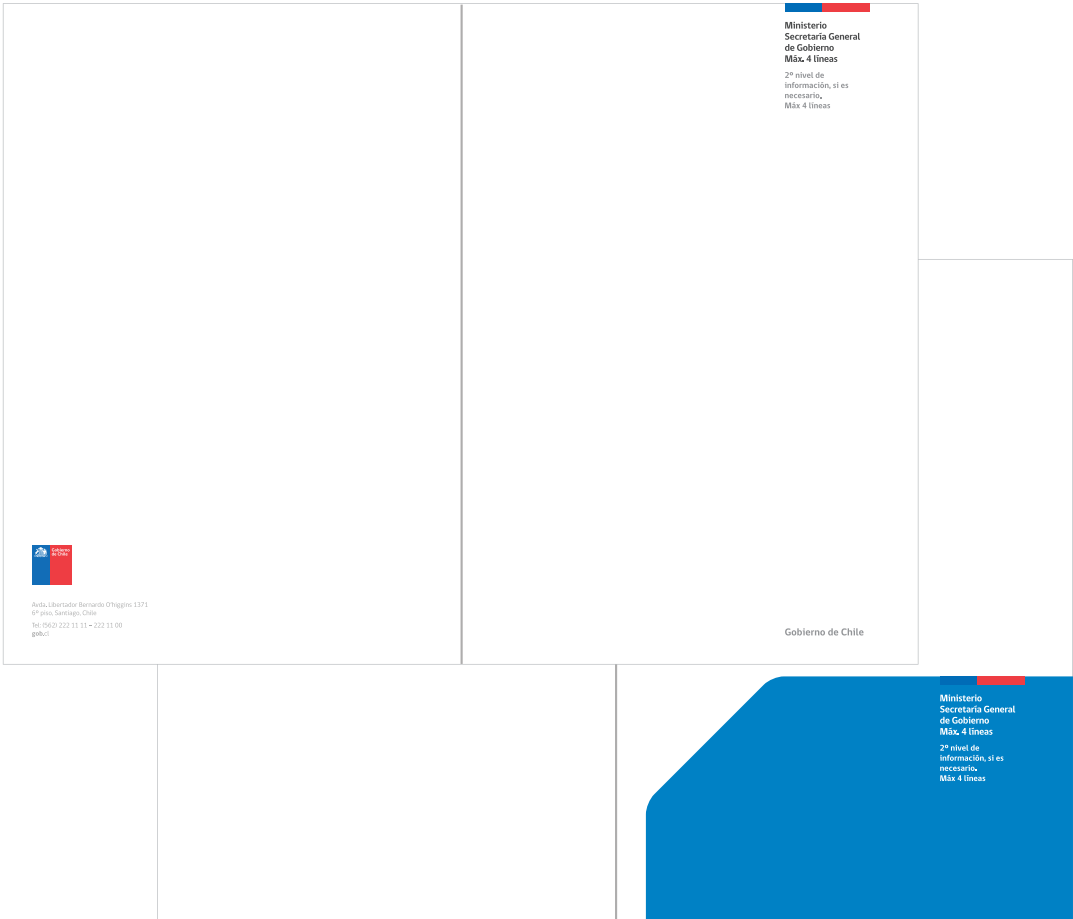 Ministerio
Secretaría General
de Gobierno
Máx. 4 líneas
2º nivel de
información, si es
necesario.
Máx 4 líneas
Gobierno
de Chile
Avda. Libertador Bernardo O'higgins 1371
6º piso, Santiago, Chile
Tel: (562) 222 11 11 - 222 11 00
gob.cl
Gobierno de Chile
Ministerio
Secretaría General
de Gobierno
Máx. 4 líneas
2º nivel de
información, si es
necesario.
Máx 4 líneas